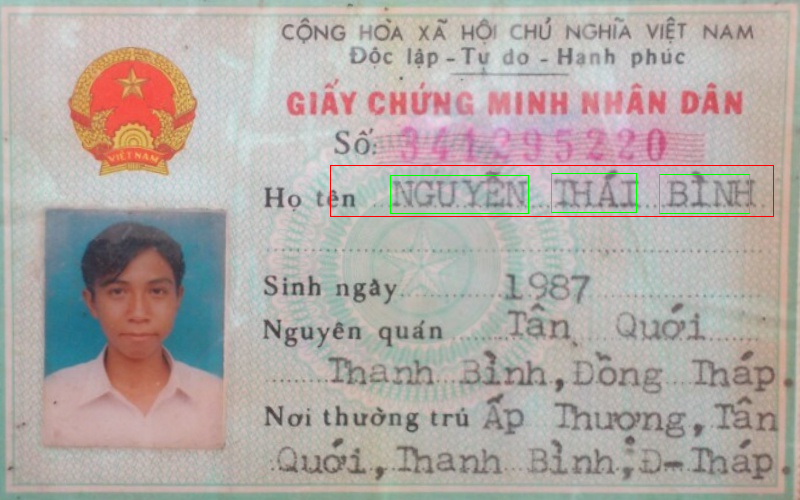 CỘNG HÒA XÃ HỘI CHỦ NGHĨA VIỆT NAM
Độc lập - Tự do - Hạnh phúc
GIẤY CHỨNG MINH NHÂN DÂN
Số: 341295220
Họ tên NGUYỄN THÁI BÌNH
Sinh ngày 1987
Nguyên quán Tân Quới
Thanh Bình, Đồng Tháp.
Nơi thường trú Ấp Thượng, Tân
Quới, Thanh Bình, Đ-Tháp.
VIỆT NAM